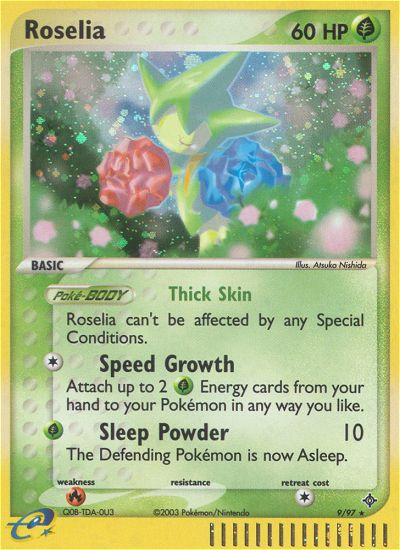 Roselia 60 HP
BASIC Illus. Atsuko Nishida
Poké-BODY Thick Skin
Roselia can't be affected by any Special
Conditions.
Speed Growth
Attach up to 2 Energy cards from your
hand to your Pokémon in any way you like.
Sleep Powder 10
The Defending Pokémon is now Asleep.
weakness resistance retreat cost
Q0B-TDA-0U3 ©2003 Pokémon/Nintendo 9/97 ★
e